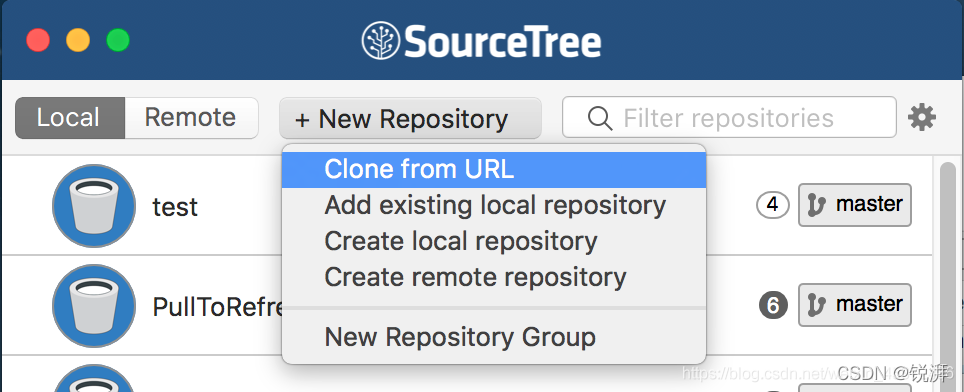 SourceTree
Local Remote + New Repository Filter repositories
Clone from URL
test 4 master
Add existing local repository
Create local repository
Create remote repository
PullToRefre 6 master
New Repository Group
CSDN @锐湃